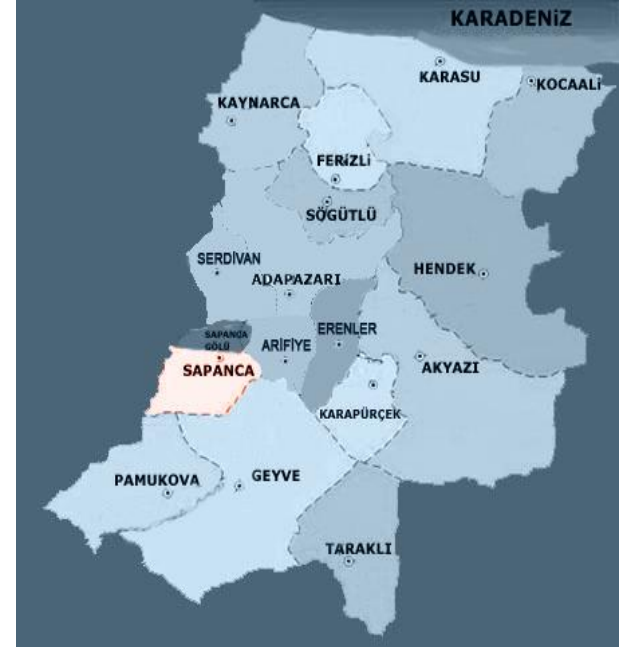 KARADENİZ
KARASU
KOCAALİ
KAYNARCA
FERİZLİ
SÖGÜTLÜ
SERDİVAN
HENDEK
ADAPAZARI
SAPANCA
GÖLÜ
ARİFİYE
ERENLER
SAPANCA
AKYAZI
KARAPÜRÇEK
PAMUKOVA
GEYVE
TARAKLI